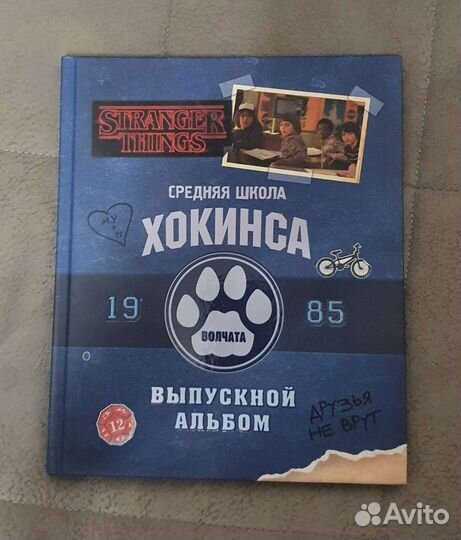 STRANGER
THINGS
СРЕДНЯЯ ШКОЛА
ХОКИНСА
19 85
ВОЛЧАТА
ВЫПУСКНОЙ
АЛЬБОМ
ДРУЗЬЯ
НЕ ВРУТ
12
Avito